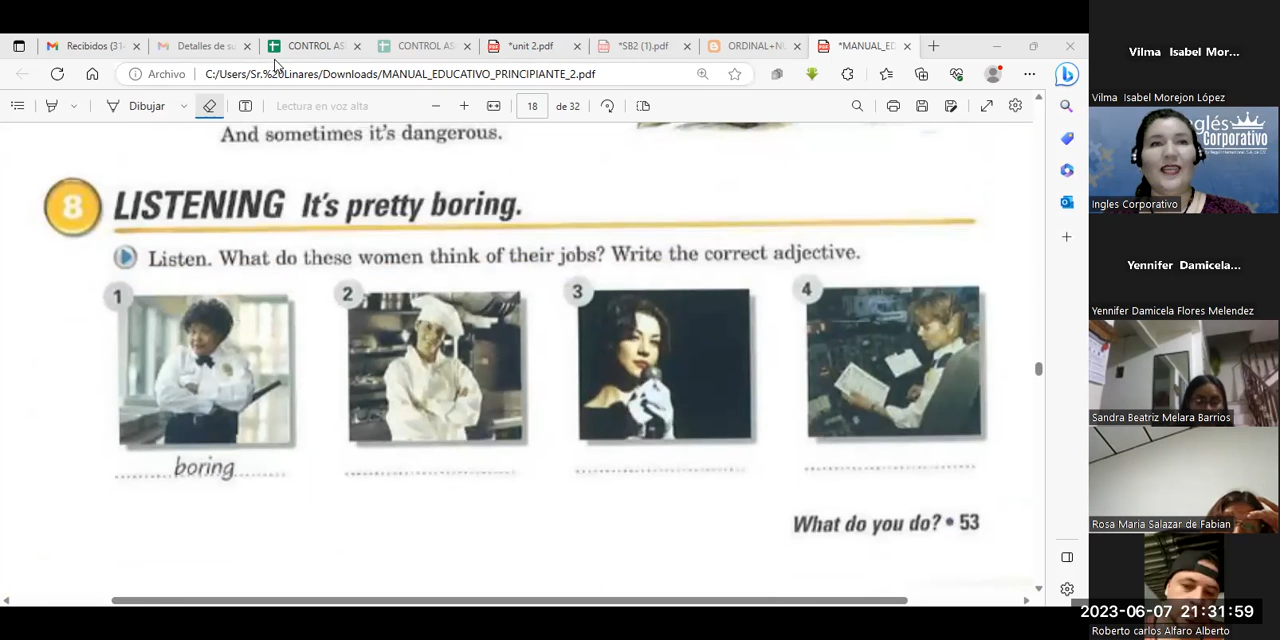 Recibidos (31-
Detalles de su
CONTROL AS
CONTROL AS
*unit 2.pdf
*SB2 (1).pdf
ORDINAL+NU
*MANUAL_ED
Archivo
C:/Users/Sr.%20Linares/Downloads/MANUAL_EDUCATIVO_PRINCIPIANTE_2.pdf
Dibujar
Lectura en voz alta
18
de 32
And sometimes it's dangerous.
8 LISTENING It's pretty boring.
Listen. What do these women think of their jobs? Write the correct adjective.
1
2
3
4
boring
What do you do? • 53
Vilma Isabel Mor...
Vilma Isabel Morejon López
Inglés
Corporativo
Ingles Corporativo
Yennifer Damicela...
Yennifer Damicela Flores Melendez
Sandra Beatriz Melara Barrios
Rosa Maria Salazar de Fabian
2023-06-07 21:31:59
Roberto carlos Alfaro Alberto